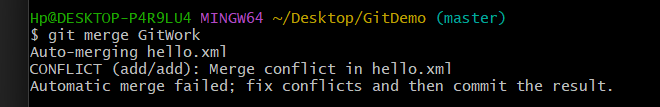 Hp@DESKTOP-P4R9LU4 MINGW64 ~/Desktop/GitDemo (master)
$ git merge GitWork
Auto-merging hello.xml
CONFLICT (add/add): Merge conflict in hello.xml
Automatic merge failed; fix conflicts and then commit the result.